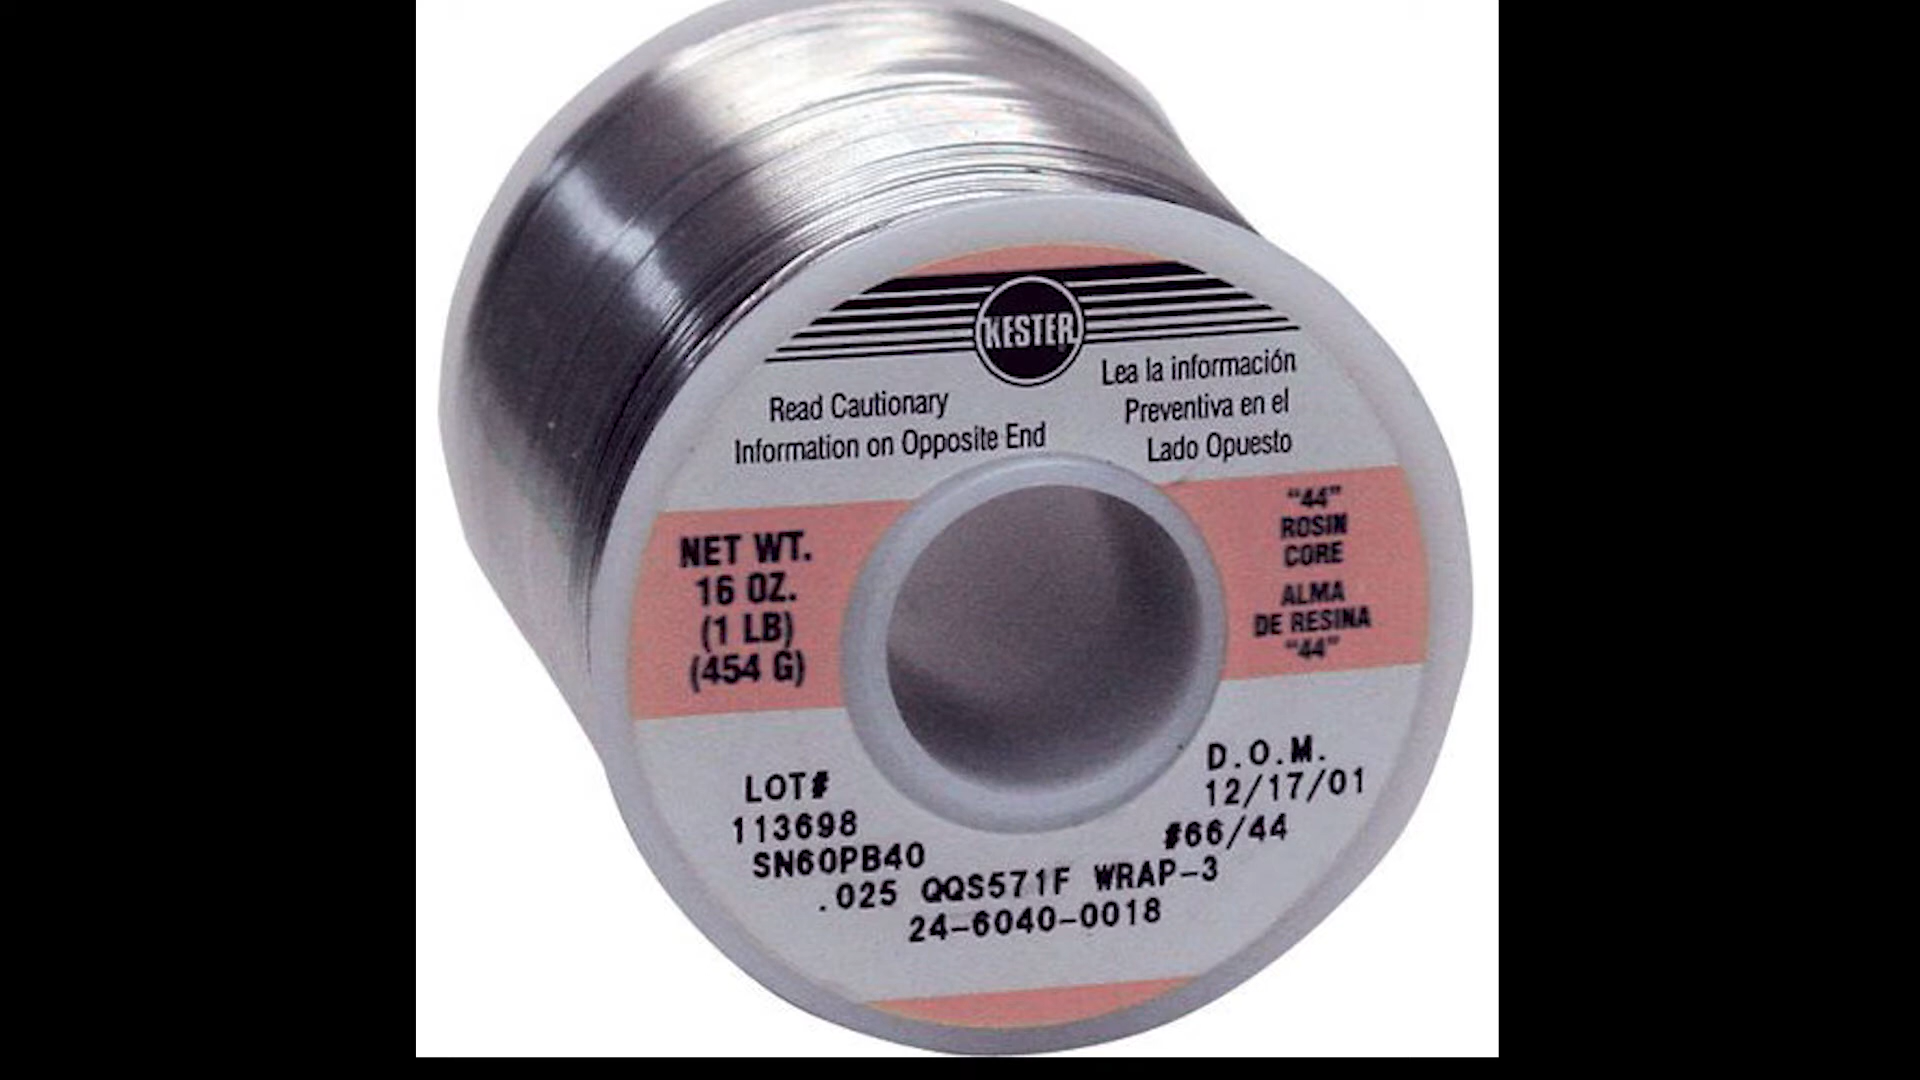 KESTER
Read Cautionary
Information on Opposite End
Lea la información
Preventiva en el
Lado Opuesto
NET WT.
16 OZ.
(1 LB)
(454 G)
"44"
ROSIN
CORE
ALMA
DE RESINA
"44"
LOT#
113698
SN60PB40
D.O.M.
12/17/01
#66/44
.025 QQS571F WRAP-3
24-6040-0018